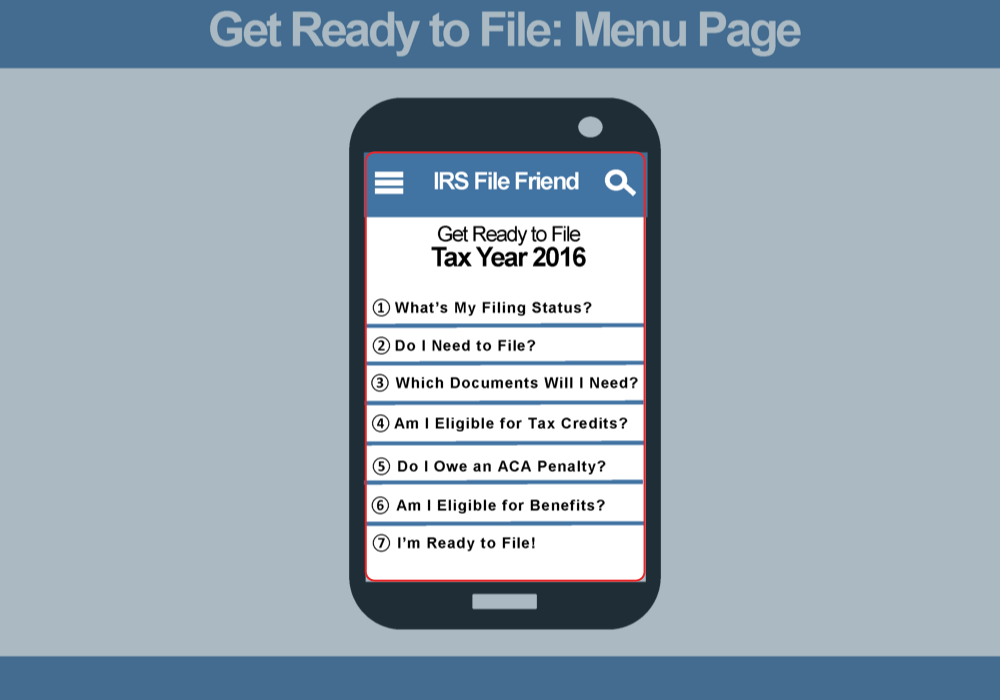 Get Ready to File: Menu Page
IRS File Friend
Get Ready to File
Tax Year 2016
① What’s My Filing Status?
② Do I Need to File?
③ Which Documents Will I Need?
④ Am I Eligible for Tax Credits?
⑤ Do I Owe an ACA Penalty?
⑥ Am I Eligible for Benefits?
⑦ I’m Ready to File!